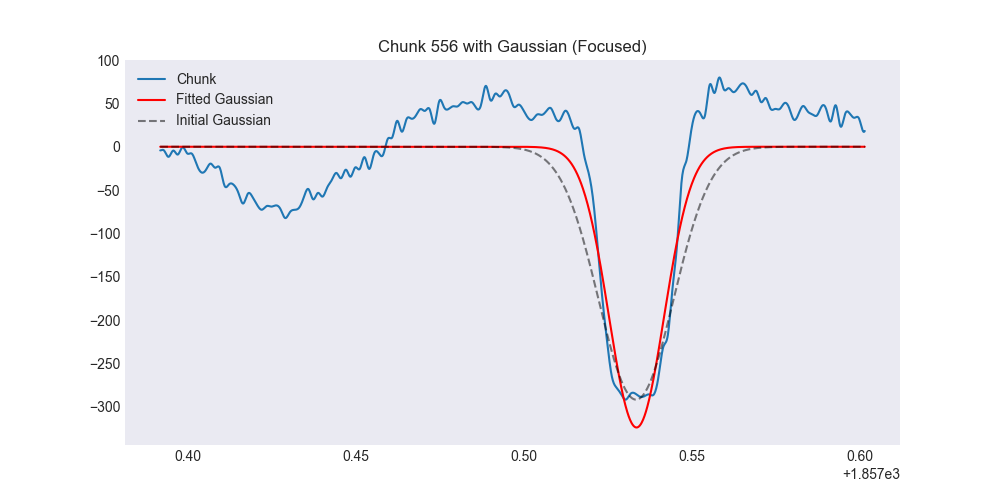 Chunk 556 with Gaussian (Focused)
100
50
0
−50
−100
−150
−200
−250
−300
Chunk
Fitted Gaussian
Initial Gaussian
0.40 0.45 0.50 0.55 0.60
+1.857e3